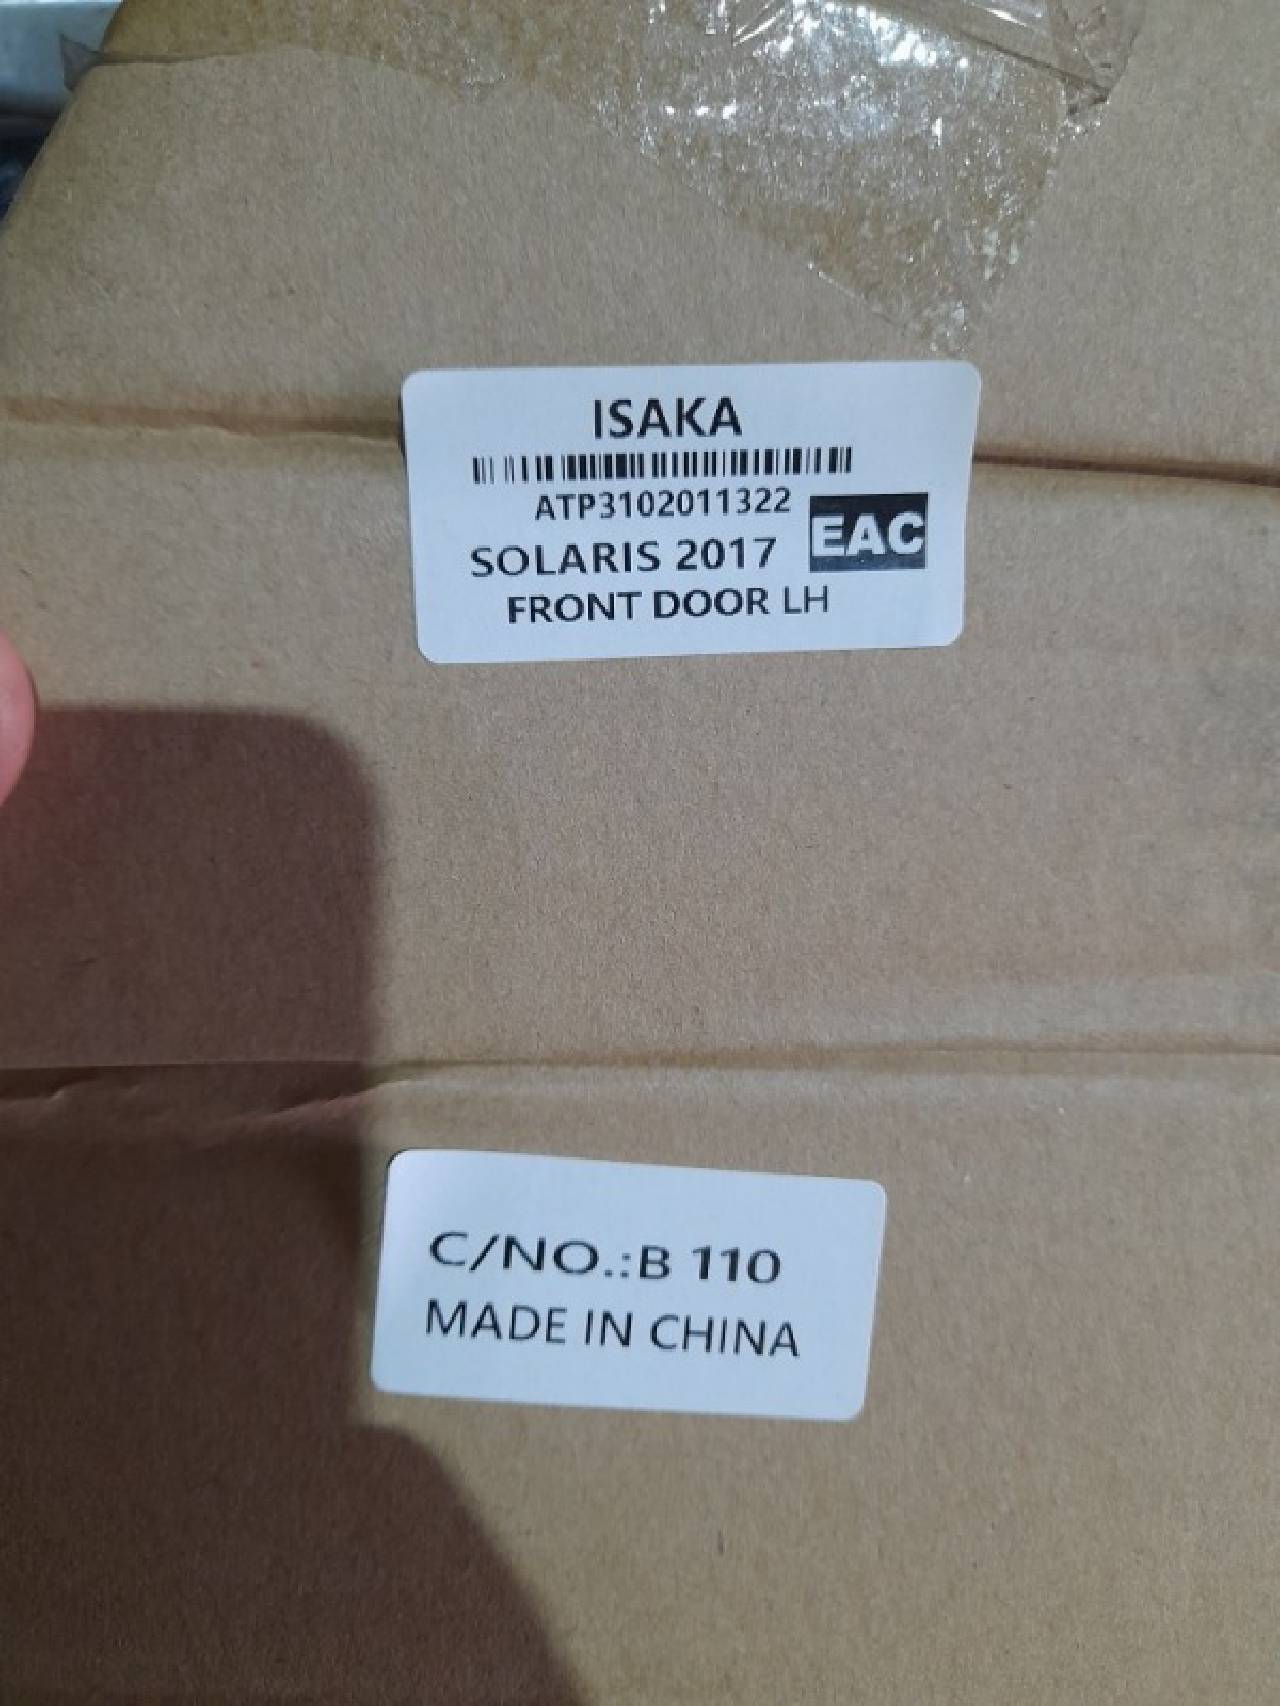 ISAKA
ATP3102011322
SOLARIS 2017
EAC
FRONT DOOR LH
C/NO.:B 110
MADE IN CHINA